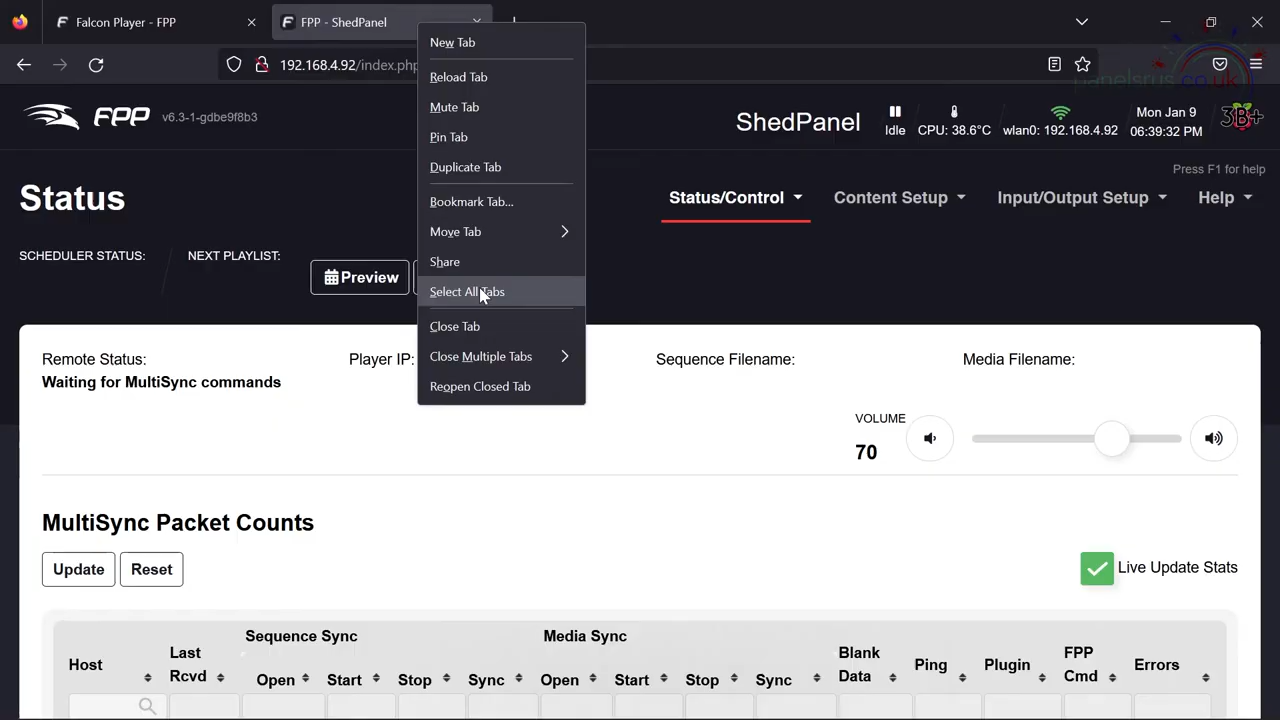 Falcon Player - FPP
FPP - ShedPanel
192.168.4.92/index.php
panelsrus.co.uk
New Tab
Reload Tab
Mute Tab
Pin Tab
Duplicate Tab
Bookmark Tab...
Move Tab
Share
Select All Tabs
Close Tab
Close Multiple Tabs
Reopen Closed Tab
FPP v6.3-1-gdbe9f8b3
ShedPanel
Idle
CPU: 38.6°C
wlan0: 192.168.4.92
Mon Jan 9
06:39:32 PM
3B+
Press F1 for help
Status
Status/Control
Content Setup
Input/Output Setup
Help
SCHEDULER STATUS:
NEXT PLAYLIST:
Preview
Remote Status:
Waiting for MultiSync commands
Player IP:
Sequence Filename:
Media Filename:
VOLUME
70
MultiSync Packet Counts
Update
Reset
Live Update Stats
Sequence Sync
Media Sync
Host
Last
Rcvd
Open
Start
Stop
Sync
Open
Start
Stop
Sync
Blank
Data
Ping
Plugin
FPP
Cmd
Errors